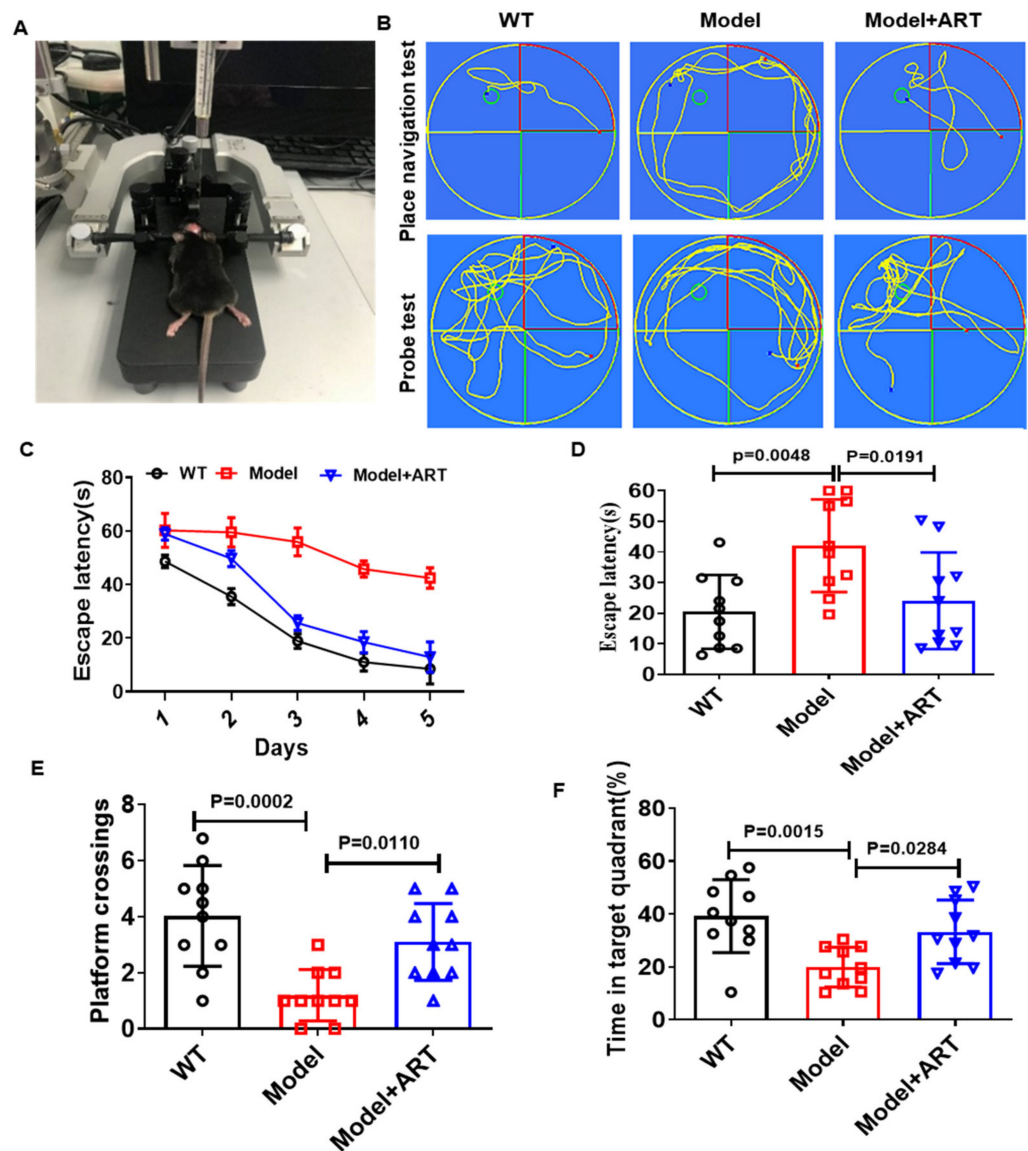 A
B
WT
Model
Model+ART
Place navigation test
Probe test
C
WT
Model
Model+ART
Escape latency(s)
80
60
40
20
0
1
2
3
4
5
Days
D
p=0.0048
P=0.0191
Escape latency(s)
60
50
40
30
20
10
0
WT
Model
Model+ART
E
P=0.0002
P=0.0110
Platform crossings
8
6
4
2
0
WT
Model
Model+ART
F
P=0.0015
P=0.0284
Time in target quadrant(%)
80
60
40
20
0
WT
Model
Model+ART